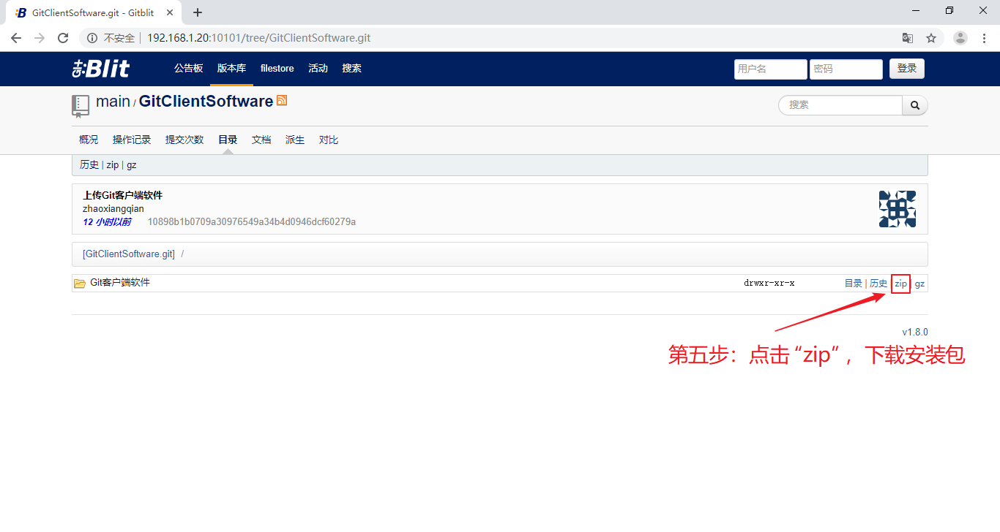 GitClientSoftware.git - Gitblit
不安全 192.168.1.20:10101/tree/GitClientSoftware.git
git:Blit 公告板 版本库 filestore 活动 搜索 用户名 密码 登录
main / GitClientSoftware 搜索
概况 操作记录 提交次数 目录 文档 派生 对比
历史 | zip | gz
上传Git客户端软件
zhaoxiangqian
12 小时以前 10898b1b0709a30976549a34b4d0946dcf60279a
[GitClientSoftware.git] /
Git客户端软件 drwxr-xr-x 目录 | 历史 | zip | gz
v1.8.0
第五步：点击“zip”，下载安装包